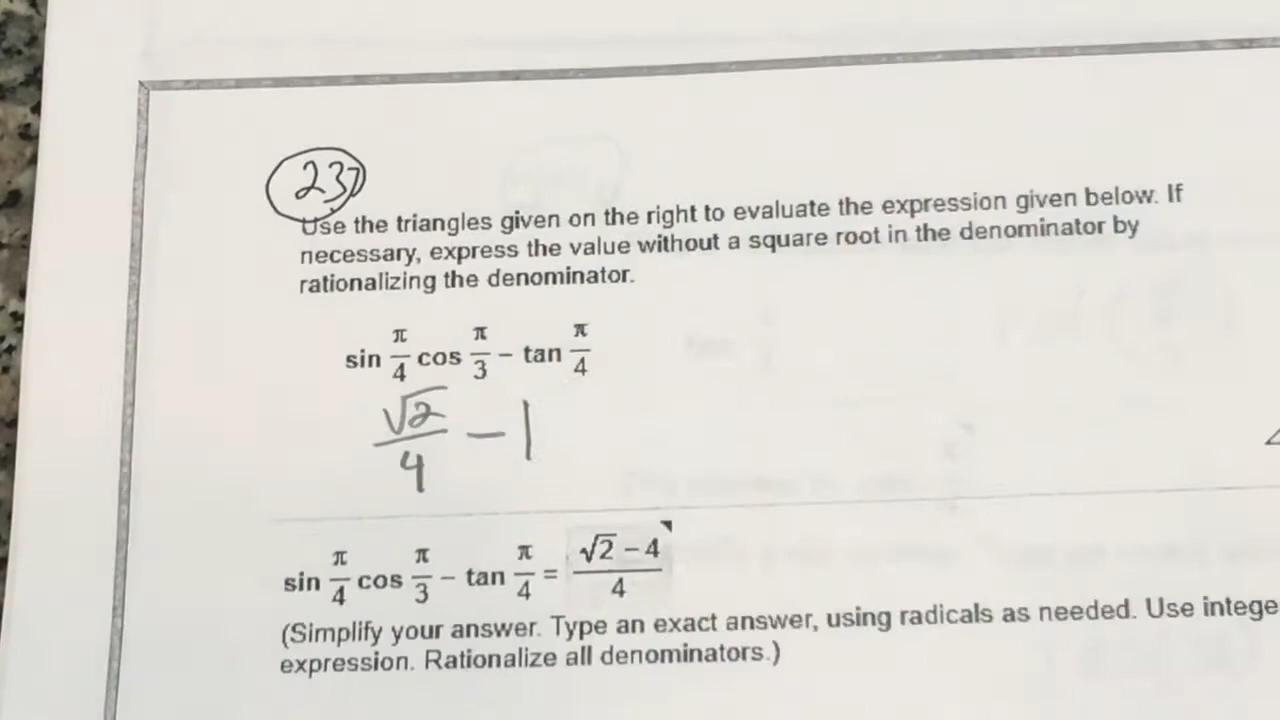 237
Use the triangles given on the right to evaluate the expression given below. If
necessary, express the value without a square root in the denominator by
rationalizing the denominator.
sin π/4 cos π/3 − tan π/4
√2/4 − 1
sin π/4 cos π/3 − tan π/4 = (√2 − 4)/4
(Simplify your answer. Type an exact answer, using radicals as needed. Use intege
expression. Rationalize all denominators.)